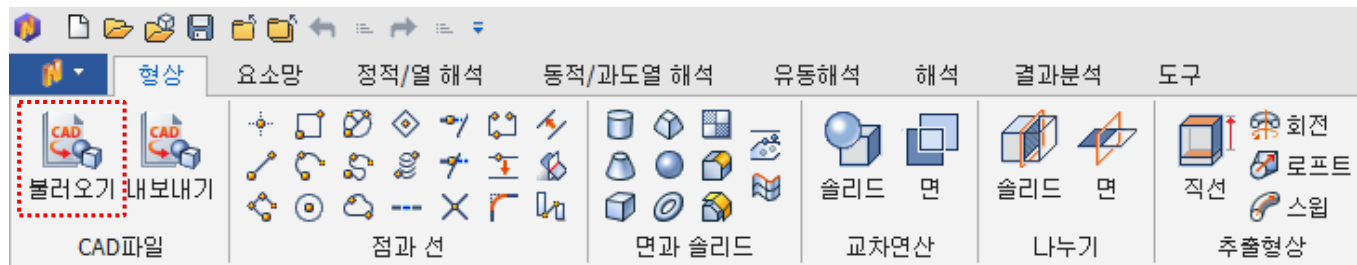 형상 요소망 정적/열 해석 동적/과도열 해석 유동해석 해석 결과분석 도구
CAD CAD
불러오기 내보내기 솔리드 면 솔리드 면 직선 회전
로프트
스윕
CAD파일 점과 선 면과 솔리드 교차연산 나누기 추출형상